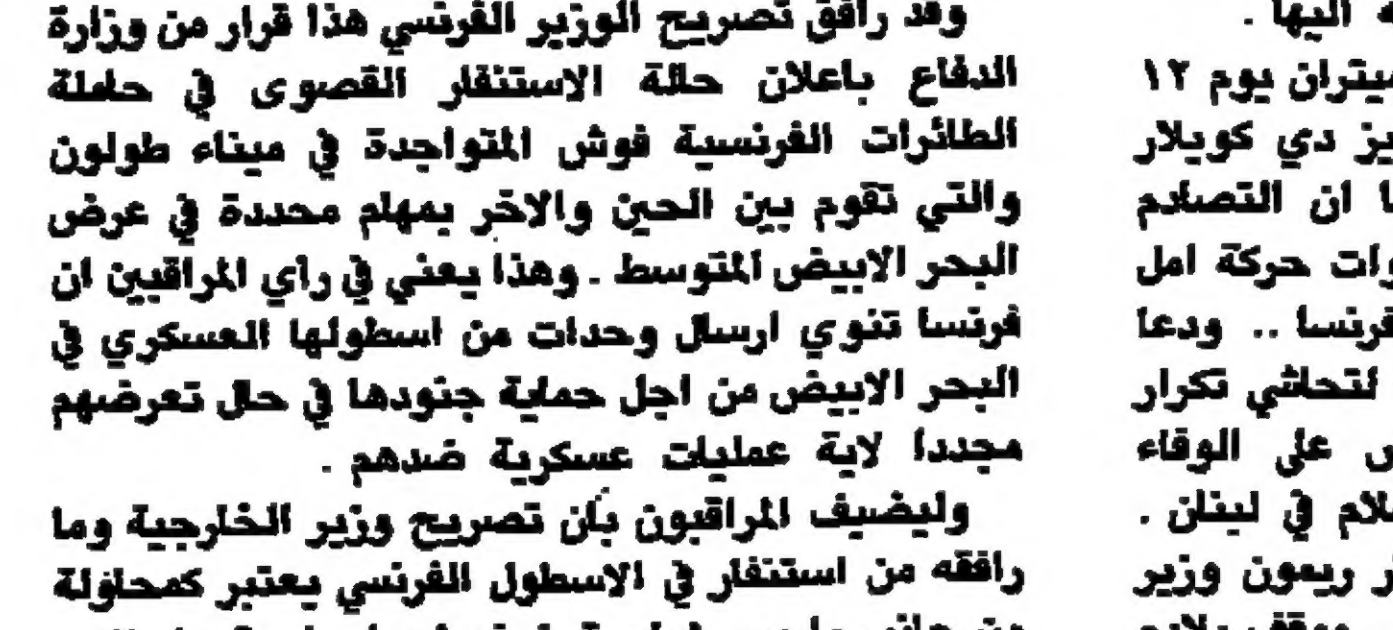 ه اليها .
ميتران يوم ١٢
يز دي كويلار
ا ان التصادم
وات حركة امل
فرنسا .. ودعا
لتحاشي تكرار
ى على الوقاء
لام في لبنان .
ر ريمون وزير
وقد رافق تصريح الوزير الفرنسي هذا قرار من وزارة
الدفاع باعلان حالة الاستنفار القصوى في حاملة
الطائرات الفرنسية فوش المتواجدة في ميناء طولون
والتي تقوم بين الحين والاخر بمهام محددة في عرض
البحر الابيض المتوسط . وهذا يعني في راي المراقبين ان
فرنسا تنوي ارسال وحدات من اسطولها العسكري في
البحر الابيض من اجل حماية جنودها في حال تعرضهم
مجددا لاية عمليات عسكرية ضدهم .
وليضيف المراقبون بأن تصريح وزير الخارجية وما
رافقه من استنفار في الاسطول الفرنسي يعتبر كمحاولة